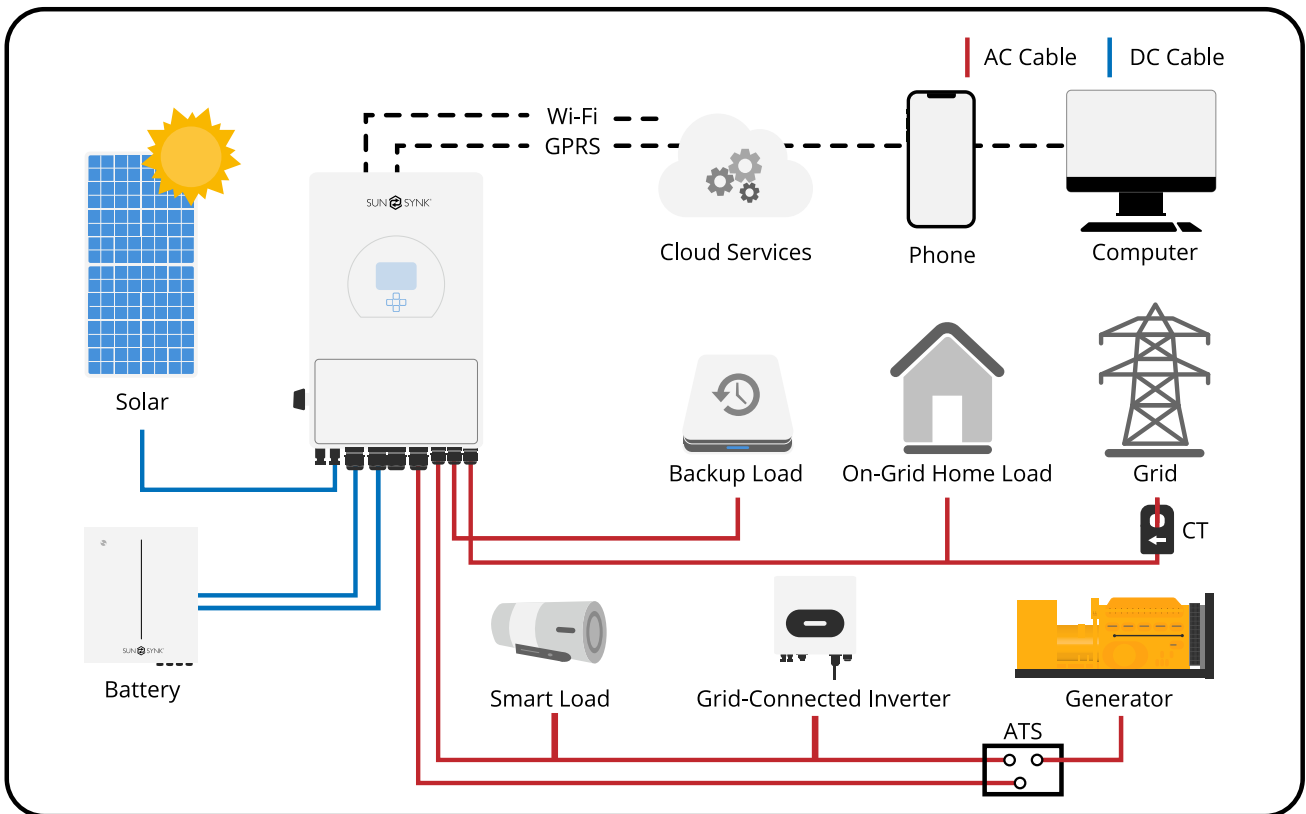 AC Cable
DC Cable
Wi-Fi
GPRS
SUN SYNK
Cloud Services
Phone
Computer
Solar
Backup Load
On-Grid Home Load
Grid
CT
SUN SYNK
Battery
Smart Load
Grid-Connected Inverter
Generator
ATS